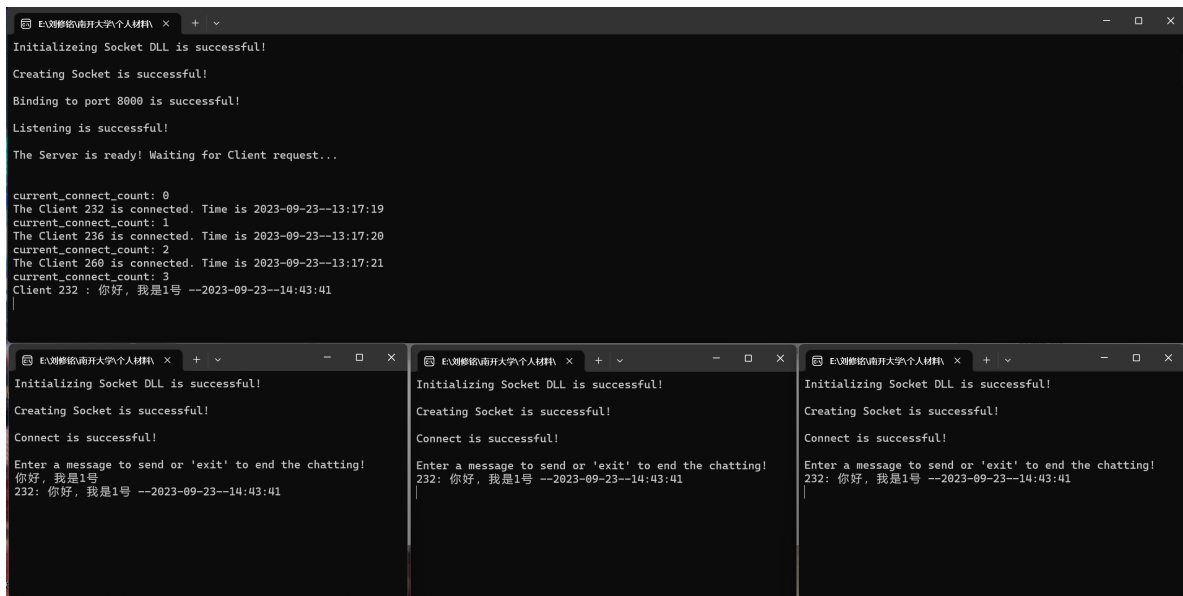 E:\刘修铭\南开大学\个人材料\
Initializeing Socket DLL is successful!
Creating Socket is successful!
Binding to port 8000 is successful!
Listening is successful!
The Server is ready! Waiting for Client request...
current_connect_count: 0
The Client 232 is connected. Time is 2023-09-23--13:17:19
current_connect_count: 1
The Client 236 is connected. Time is 2023-09-23--13:17:20
current_connect_count: 2
The Client 260 is connected. Time is 2023-09-23--13:17:21
current_connect_count: 3
Client 232 : 你好, 我是1号 --2023-09-23--14:43:41
E:\刘修铭\南开大学\个人材料\
Initializing Socket DLL is successful!
Creating Socket is successful!
Connect is successful!
Enter a message to send or 'exit' to end the chatting!
你好, 我是1号
232: 你好, 我是1号 --2023-09-23--14:43:41
E:\刘修铭\南开大学\个人材料\
Initializing Socket DLL is successful!
Creating Socket is successful!
Connect is successful!
Enter a message to send or 'exit' to end the chatting!
232: 你好, 我是1号 --2023-09-23--14:43:41
E:\刘修铭\南开大学\个人材料\
Initializing Socket DLL is successful!
Creating Socket is successful!
Connect is successful!
Enter a message to send or 'exit' to end the chatting!
232: 你好, 我是1号 --2023-09-23--14:43:41